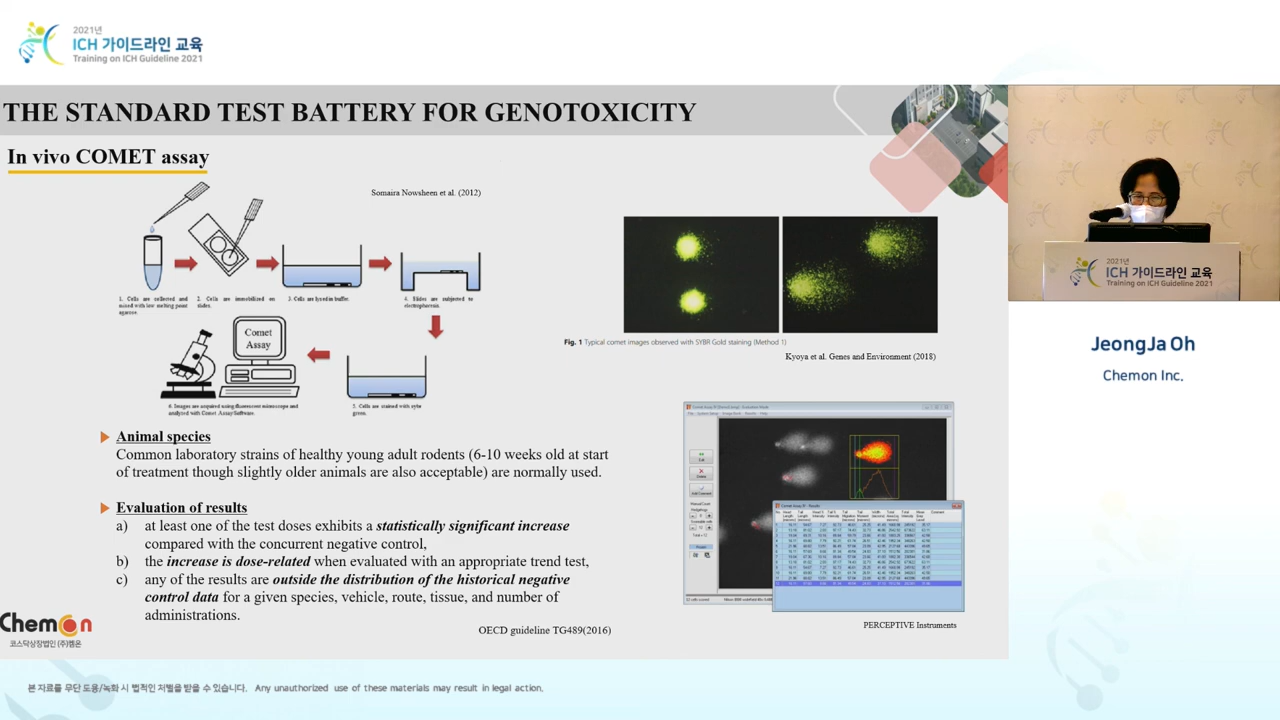 2021년
ICH 가이드라인 교육
Training on ICH Guideline 2021
THE STANDARD TEST BATTERY FOR GENOTOXICITY
In vivo COMET assay
Somaira Nowsheen et al. (2012)
1. Cells are collected and
mixed with low melting point
agarose.
2. Cells are immobilized on
slides.
3. Cells are lysed in buffer.
4. Slides are subjected to
electrophoresis.
Comet
Assay
6. Images are acquired using fluorescent microscope and
analyzed with Comet Assay Software.
5. Cells are stained with sybr
green.
Fig. 1 Typical comet images observed with SYBR Gold staining (Method 1)
Kyoya et al. Genes and Environment (2018)
Animal species
Common laboratory strains of healthy young adult rodents (6-10 weeks old at start
of treatment though slightly older animals are also acceptable) are normally used.
Evaluation of results
a) at least one of the test doses exhibits a statistically significant increase
compared with the concurrent negative control,
b) the increase is dose-related when evaluated with an appropriate trend test,
c) any of the results are outside the distribution of the historical negative
control data for a given species, vehicle, route, tissue, and number of
administrations.
OECD guideline TG489(2016)
PERCEPTIVE Instruments
Chemon
코스닥상장법인 (주)켐온
2021년
ICH 가이드라인 교육
Training on ICH Guideline 2021
JeongJa Oh
Chemon Inc.
본 자료를 무단 도용/녹화 시 법적인 처벌을 받을 수 있습니다. Any unauthorized use of these materials may result in legal action.